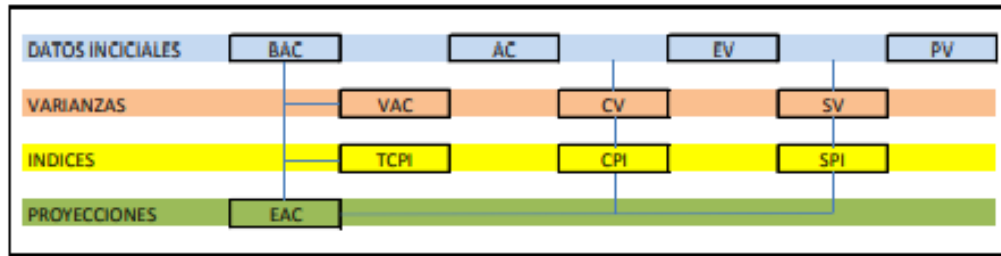 DATOS INCICIALES BAC AC EV PV
VARIANZAS VAC CV SV
INDICES TCPI CPI SPI
PROYECCIONES EAC